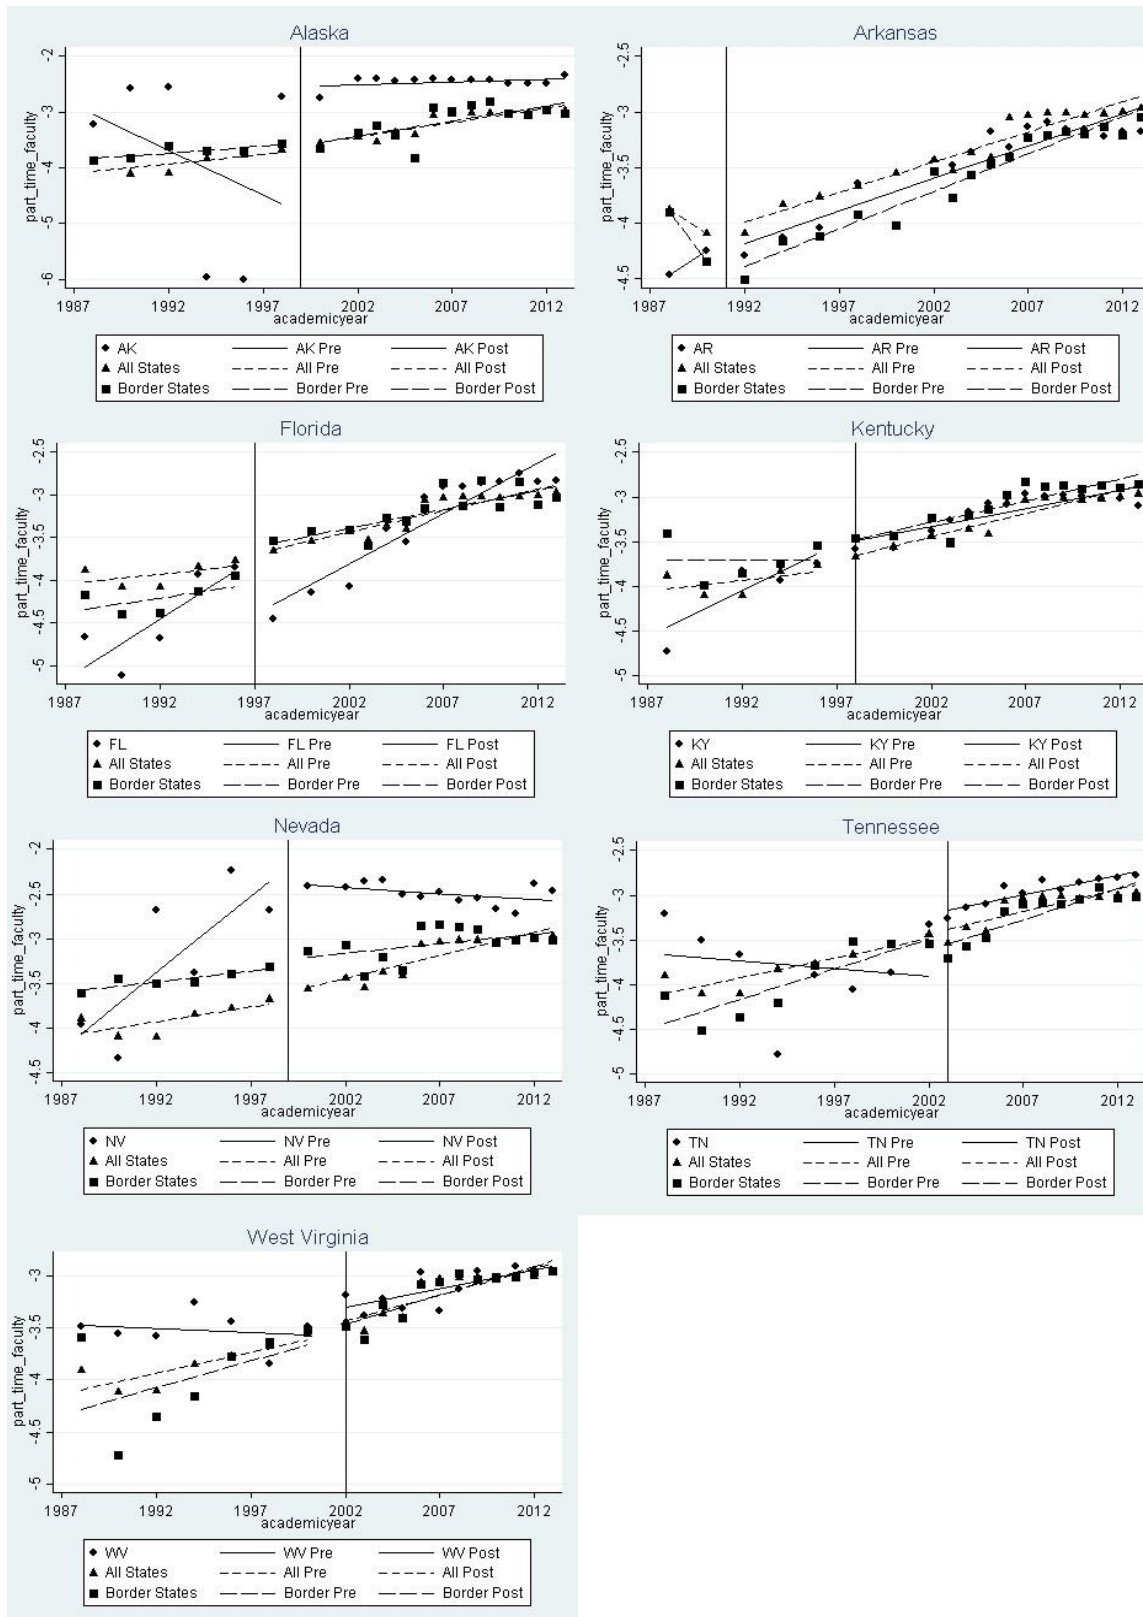 Alaska
part_time_faculty
-2
-3
-4
-5
-6
1987 1992 1997 2002 2007 2012
academicyear
AK AK Pre AK Post
All States All Pre All Post
Border States Border Pre Border Post
Arkansas
part_time_faculty
-2.5
-3
-3.5
-4
-4.5
1987 1992 1997 2002 2007 2012
academicyear
AR AR Pre AR Post
All States All Pre All Post
Border States Border Pre Border Post
Florida
part_time_faculty
-2.5
-3
-3.5
-4
-4.5
-5
1987 1992 1997 2002 2007 2012
academicyear
FL FL Pre FL Post
All States All Pre All Post
Border States Border Pre Border Post
Kentucky
part_time_faculty
-2.5
-3
-3.5
-4
-4.5
-5
1987 1992 1997 2002 2007 2012
academicyear
KY KY Pre KY Post
All States All Pre All Post
Border States Border Pre Border Post
Nevada
part_time_faculty
-2
-2.5
-3
-3.5
-4
-4.5
1987 1992 1997 2002 2007 2012
academicyear
NV NV Pre NV Post
All States All Pre All Post
Border States Border Pre Border Post
Tennessee
part_time_faculty
-2.5
-3
-3.5
-4
-4.5
-5
1987 1992 1997 2002 2007 2012
academicyear
TN TN Pre TN Post
All States All Pre All Post
Border States Border Pre Border Post
West Virginia
part_time_faculty
-3
-3.5
-4
-4.5
-5
1987 1992 1997 2002 2007 2012
academicyear
WV WV Pre WV Post
All States All Pre All Post
Border States Border Pre Border Post